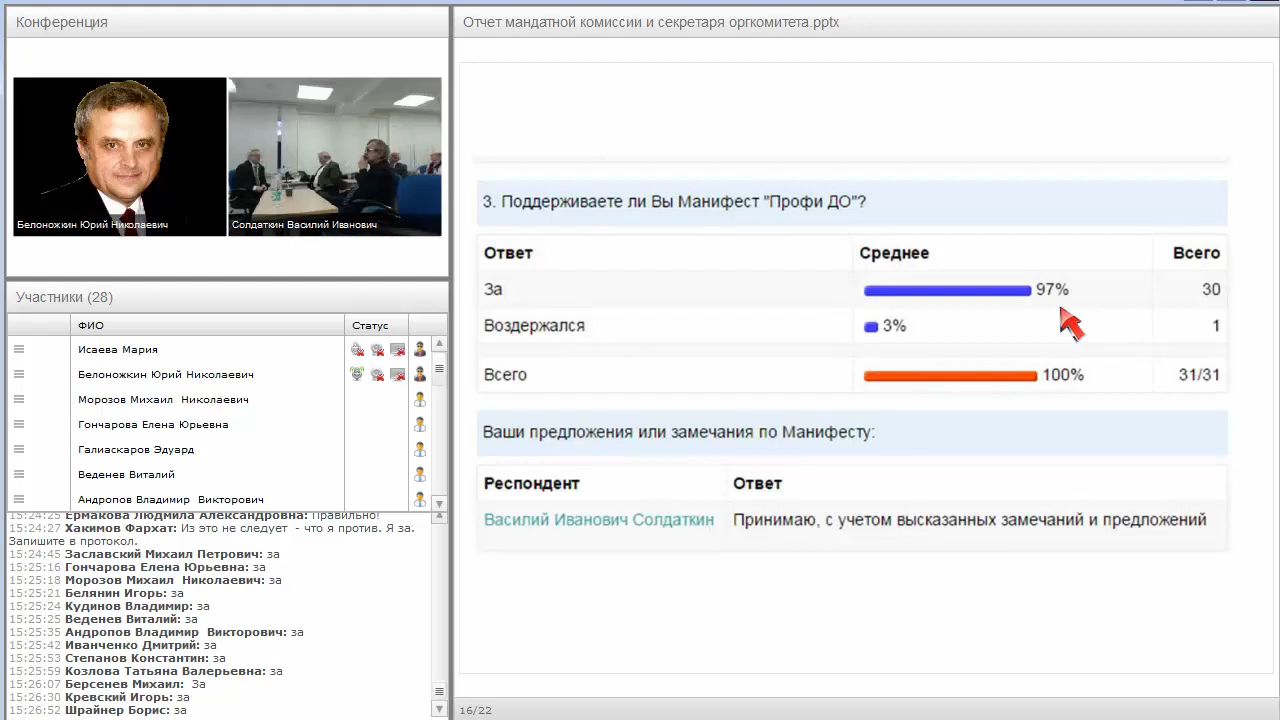 Конференция
Белоножкин Юрий Николаевич
Солдаткин Василий Иванович
Участники (28)
ФИО Статус
Исаева Мария
Белоножкин Юрий Николаевич
Морозов Михаил Николаевич
Гончарова Елена Юрьевна
Галиаскаров Эдуард
Веденев Виталий
Андропов Владимир Викторович
15:24:25 Ермакова Людмила Александровна: Правильно!
15:24:27 Хакимов Фархат: Из это не следует - что я против. Я за.
Запишите в протокол.
15:24:45 Заславский Михаил Петрович: за
15:25:16 Гончарова Елена Юрьевна: за
15:25:18 Морозов Михаил Николаевич: за
15:25:21 Белянин Игорь: за
15:25:24 Кудинов Владимир: за
15:25:25 Веденев Виталий: за
15:25:35 Андропов Владимир Викторович: за
15:25:42 Иванченко Дмитрий: за
15:25:53 Степанов Константин: за
15:25:59 Козлова Татьяна Валерьевна: за
15:26:07 Берсенев Михаил: За
15:26:30 Кревский Игорь: за
15:26:52 Шрайнер Борис: за
Отчет мандатной комиссии и секретаря оргкомитета.pptx
3. Поддерживаете ли Вы Манифест "Профи ДО"?
Ответ Среднее Всего
За 97% 30
Воздержался 3% 1
Всего 100% 31/31
Ваши предложения или замечания по Манифесту:
Респондент Ответ
Василий Иванович Солдаткин Принимаю, с учетом высказанных замечаний и предложений
16/22